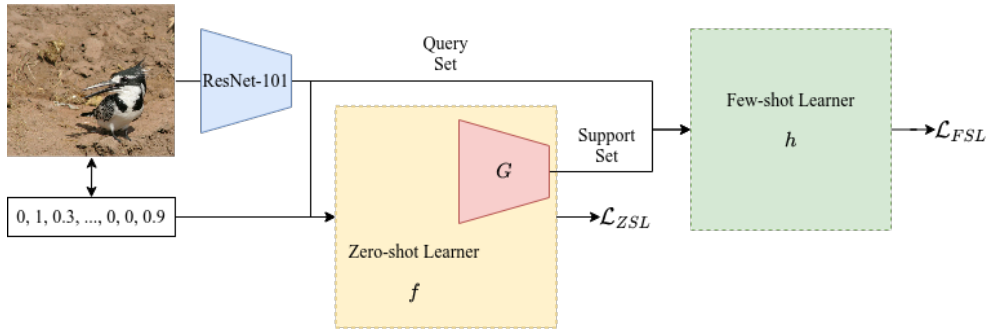 ResNet-101
Query
Set
Few-shot Learner
h
G
Support
Set
ℒ_FSL
0, 1, 0.3, ..., 0, 0, 0.9
ℒ_ZSL
Zero-shot Learner
f